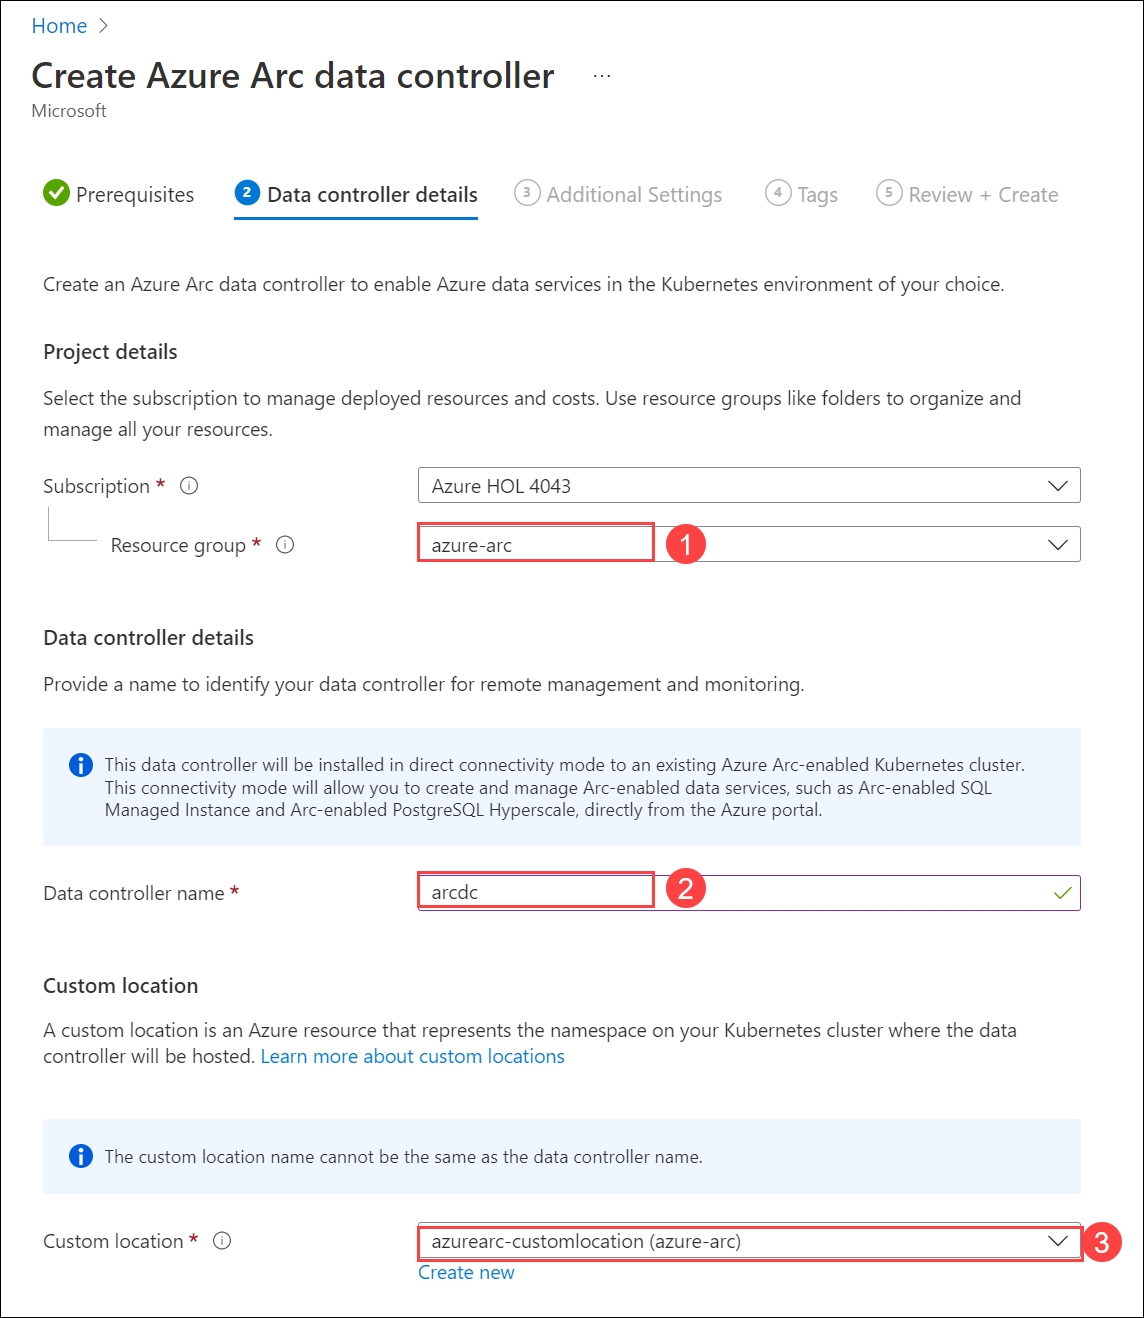 Home >
Create Azure Arc data controller ...
Microsoft
Prerequisites 2 Data controller details 3 Additional Settings 4 Tags 5 Review + Create
Create an Azure Arc data controller to enable Azure data services in the Kubernetes environment of your choice.
Project details
Select the subscription to manage deployed resources and costs. Use resource groups like folders to organize and
manage all your resources.
Subscription * Azure HOL 4043
Resource group * azure-arc 1
Data controller details
Provide a name to identify your data controller for remote management and monitoring.
This data controller will be installed in direct connectivity mode to an existing Azure Arc-enabled Kubernetes cluster.
This connectivity mode will allow you to create and manage Arc-enabled data services, such as Arc-enabled SQL
Managed Instance and Arc-enabled PostgreSQL Hyperscale, directly from the Azure portal.
Data controller name * arcdc 2
Custom location
A custom location is an Azure resource that represents the namespace on your Kubernetes cluster where the data
controller will be hosted. Learn more about custom locations
The custom location name cannot be the same as the data controller name.
Custom location * azurearc-customlocation (azure-arc) 3
Create new